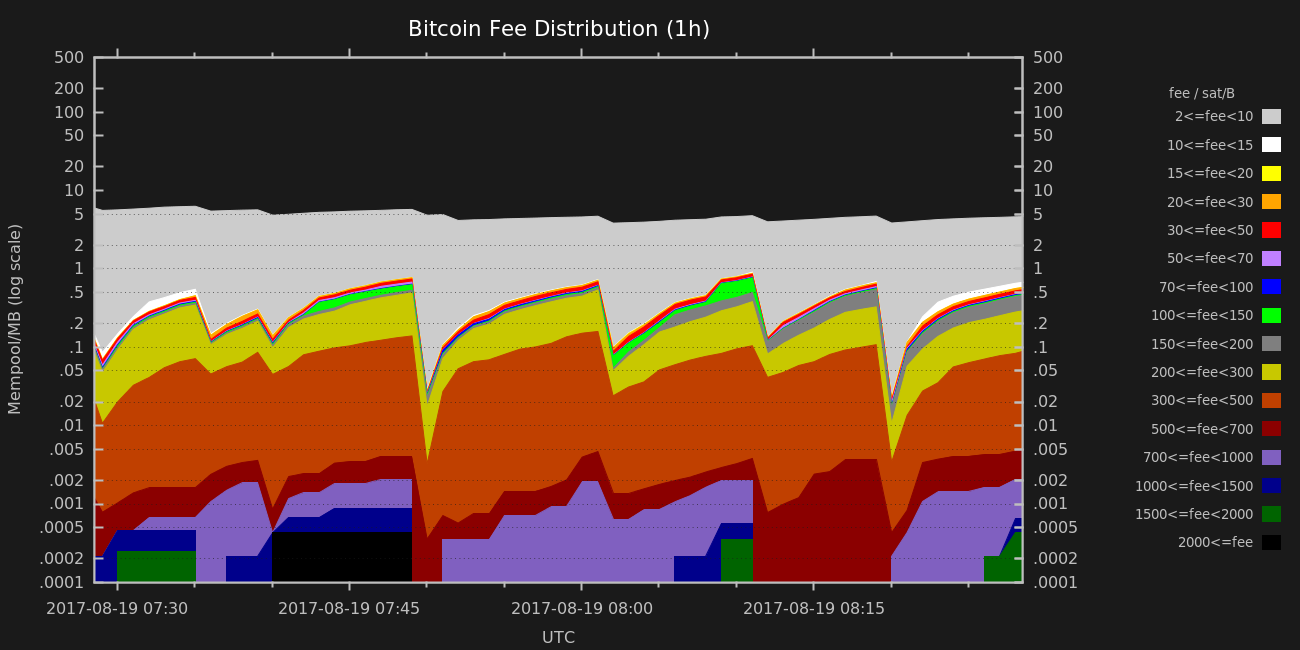 Bitcoin Fee Distribution (1h)
500 500
200 200
100 100
50 50
20 20
10 10
5 5
2 2
1 1
.5 .5
.2 .2
.1 .1
.05 .05
.02 .02
.01 .01
.005 .005
.002 .002
.001 .001
.0005 .0005
.0002 .0002
.0001 .0001
Mempool/MB (log scale)
2017-08-19 07:30 2017-08-19 07:45 2017-08-19 08:00 2017-08-19 08:15
UTC
fee / sat/B
2<=fee<10
10<=fee<15
15<=fee<20
20<=fee<30
30<=fee<50
50<=fee<70
70<=fee<100
100<=fee<150
150<=fee<200
200<=fee<300
300<=fee<500
500<=fee<700
700<=fee<1000
1000<=fee<1500
1500<=fee<2000
2000<=fee